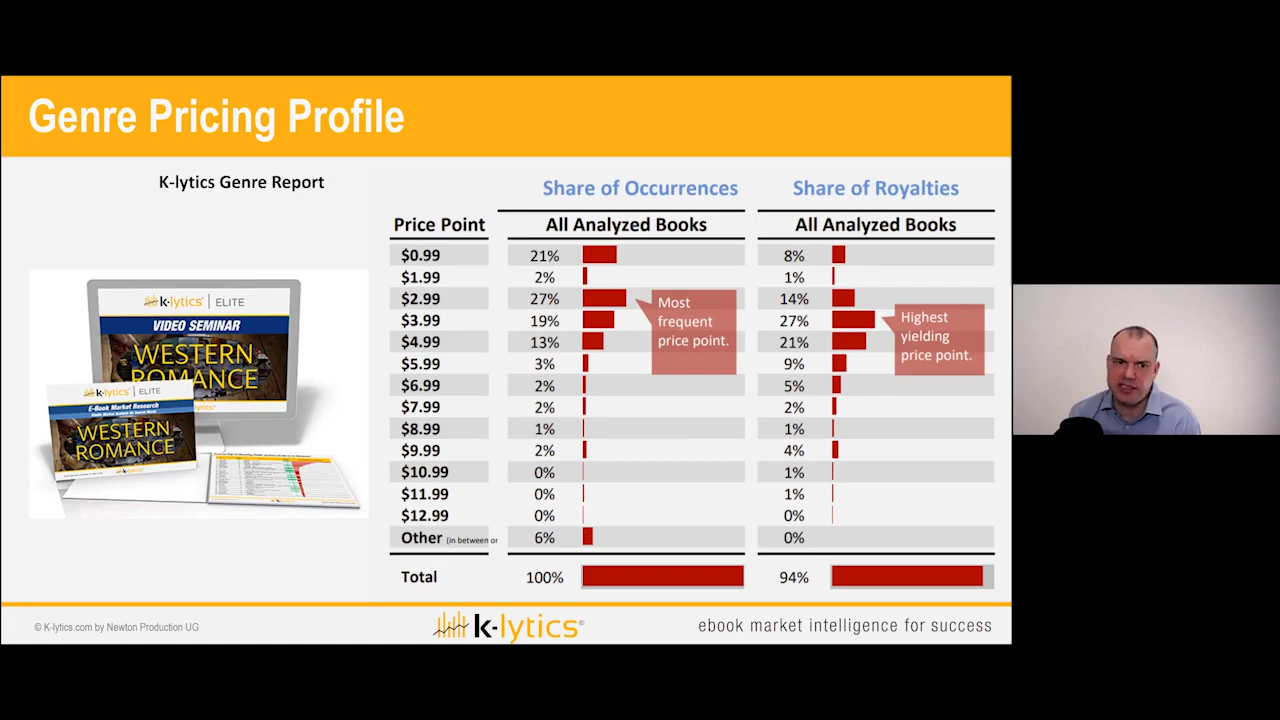 Genre Pricing Profile
K-lytics Genre Report
k-lytics® | ELITE
VIDEO SEMINAR
WESTERN
ROMANCE
k-lytics® | ELITE
E-Book Market Research
WESTERN
ROMANCE
Share of Occurrences Share of Royalties
Price Point All Analyzed Books All Analyzed Books
$0.99 21% 8%
$1.99 2% 1%
$2.99 27% 14%
$3.99 19% 27%
$4.99 13% 21%
$5.99 3% 9%
$6.99 2% 5%
$7.99 2% 2%
$8.99 1% 1%
$9.99 2% 4%
$10.99 0% 1%
$11.99 0% 1%
$12.99 0% 0%
Other (in between or 6% 0%
Total 100% 94%
Most
frequent
price point.
Highest
yielding
price point.
© K-lytics.com by Newton Production UG
k-lytics®
ebook market intelligence for success